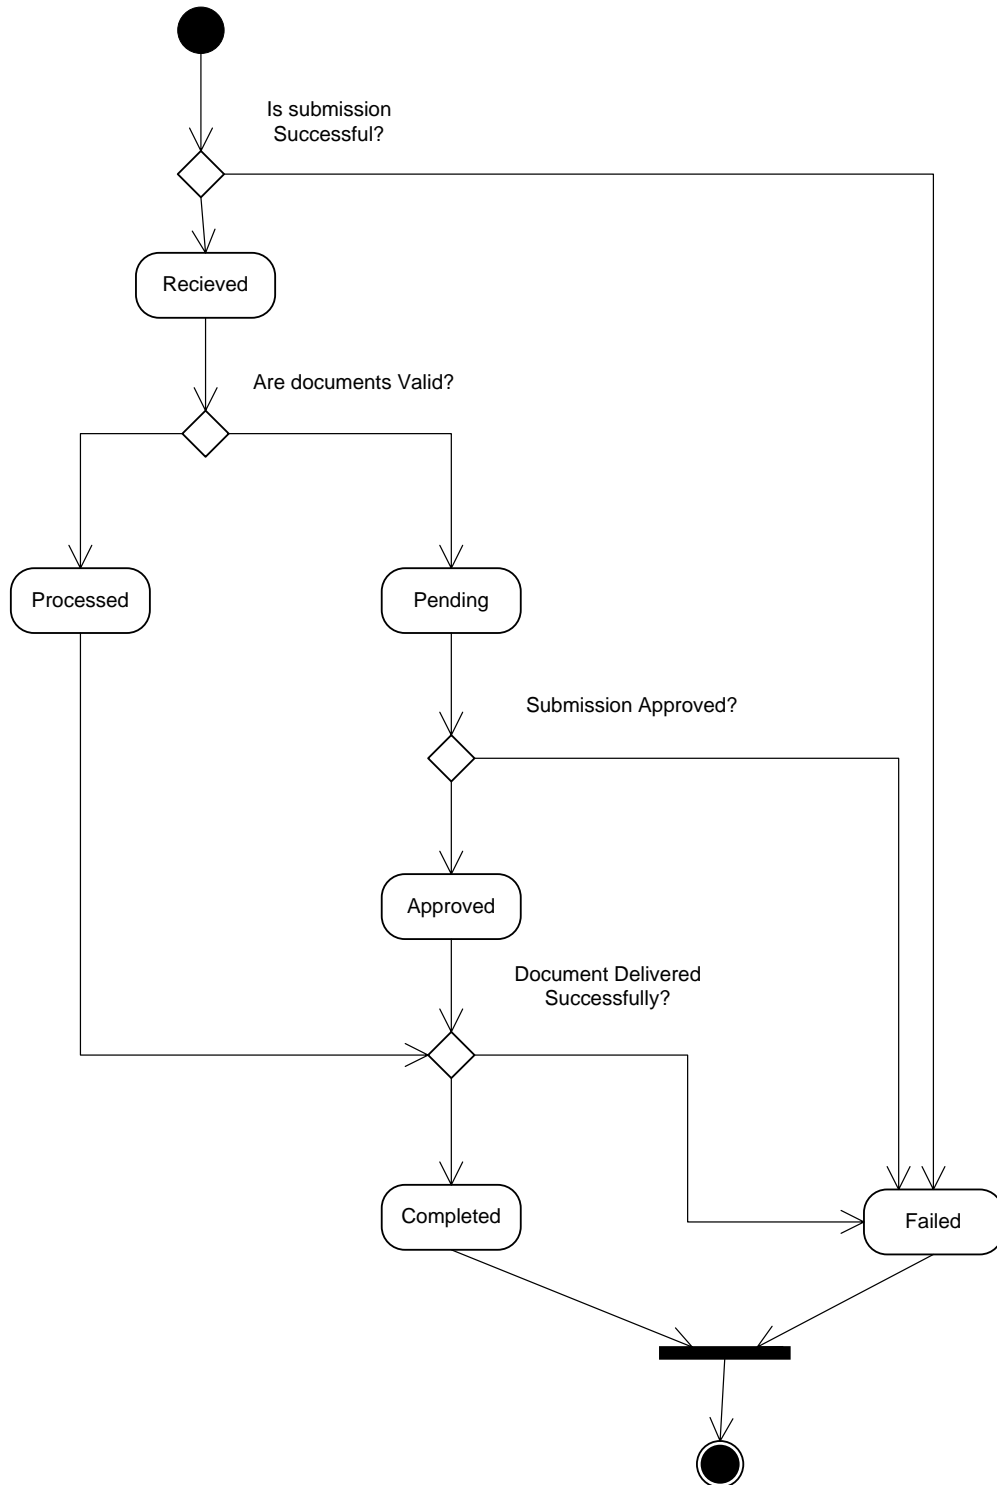 Is submission
Successful?
Recieved
Are documents Valid?
Processed
Pending
Submission Approved?
Approved
Document Delivered
Successfully?
Completed
Failed